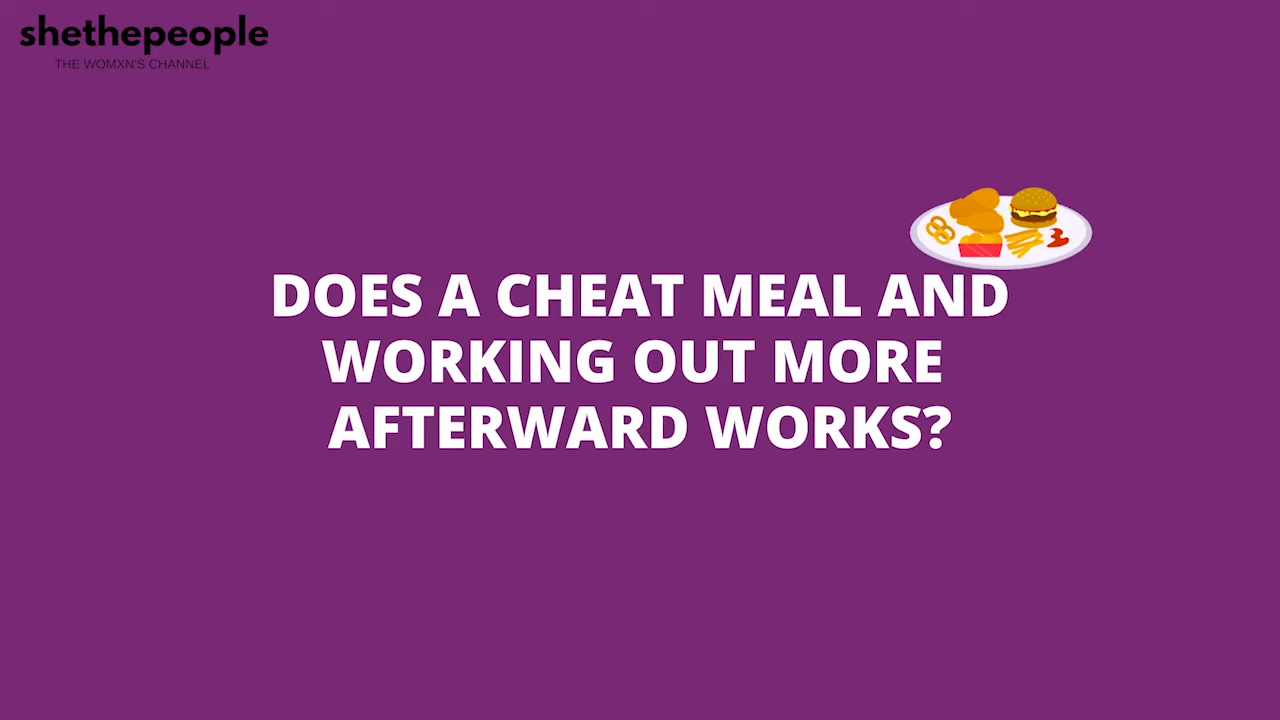 shethepeople
THE WOMXN'S CHANNEL
DOES A CHEAT MEAL AND
WORKING OUT MORE
AFTERWARD WORKS?